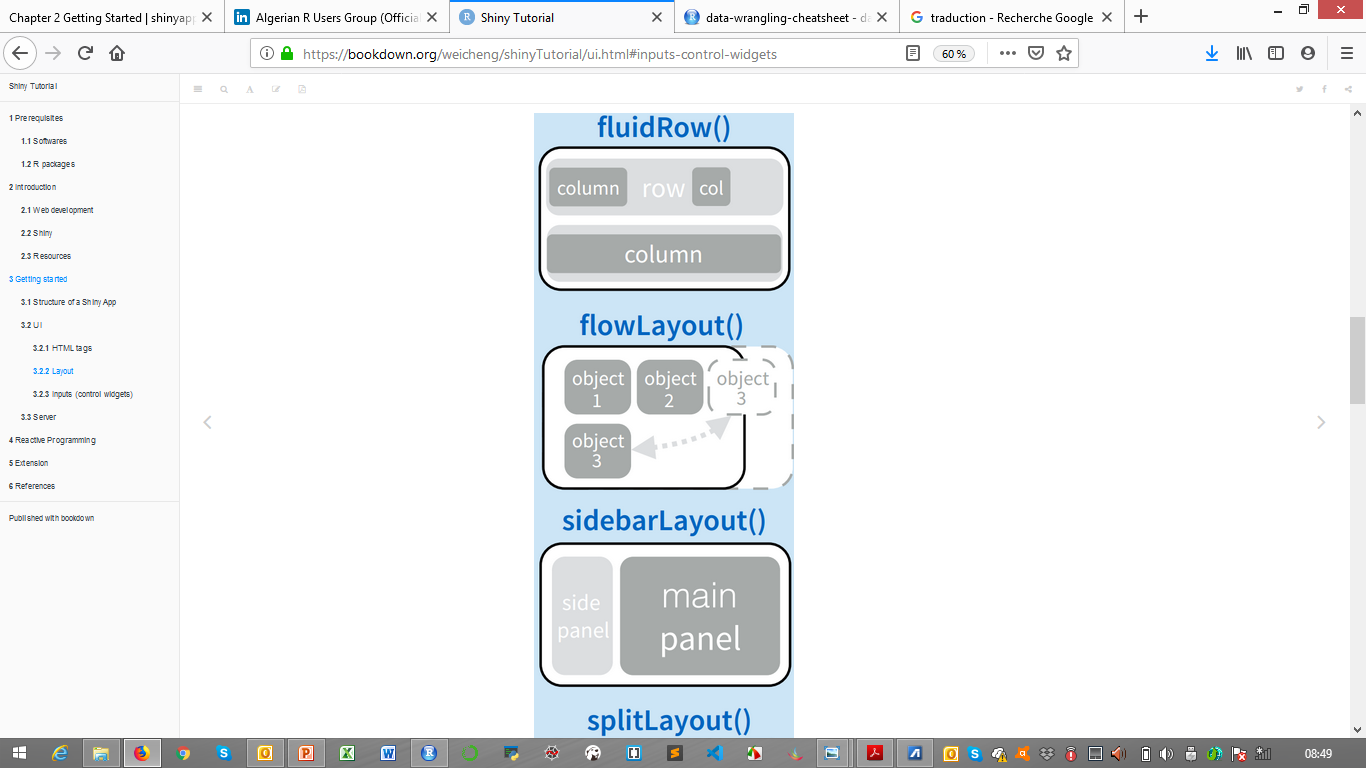 Chapter 2 Getting Started | shinyapp
Algerian R Users Group (Officia
Shiny Tutorial
data-wrangling-cheatsheet - da
traduction - Recherche Google
https://bookdown.org/weicheng/shinyTutorial/ui.html#inputs-control-widgets
60 %
Shiny Tutorial
1 Prerequisites
1.1 Softwares
1.2 R packages
2 Introduction
2.1 Web development
2.2 Shiny
2.3 Resources
3 Getting started
3.1 Structure of a Shiny App
3.2 UI
3.2.1 HTML tags
3.2.2 Layout
3.2.3 Inputs (control widgets)
3.3 Server
4 Reactive Programming
5 Extension
6 References
Published with bookdown
fluidRow()
column row col
column
flowLayout()
object
1
object
2
object
3
object
3
sidebarLayout()
side
panel
main
panel
splitLayout()
08:49